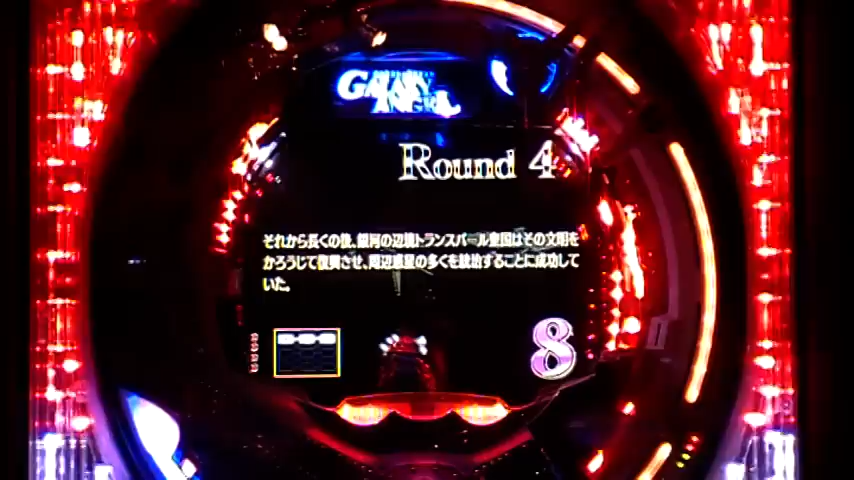 GALAXY
ANGEL
Round 4
それから長くの後、銀河の辺境トランスバール皇国はその文明を
かろうじて復興させ、周辺惑星の多くを統治することに成功して
いた。
8